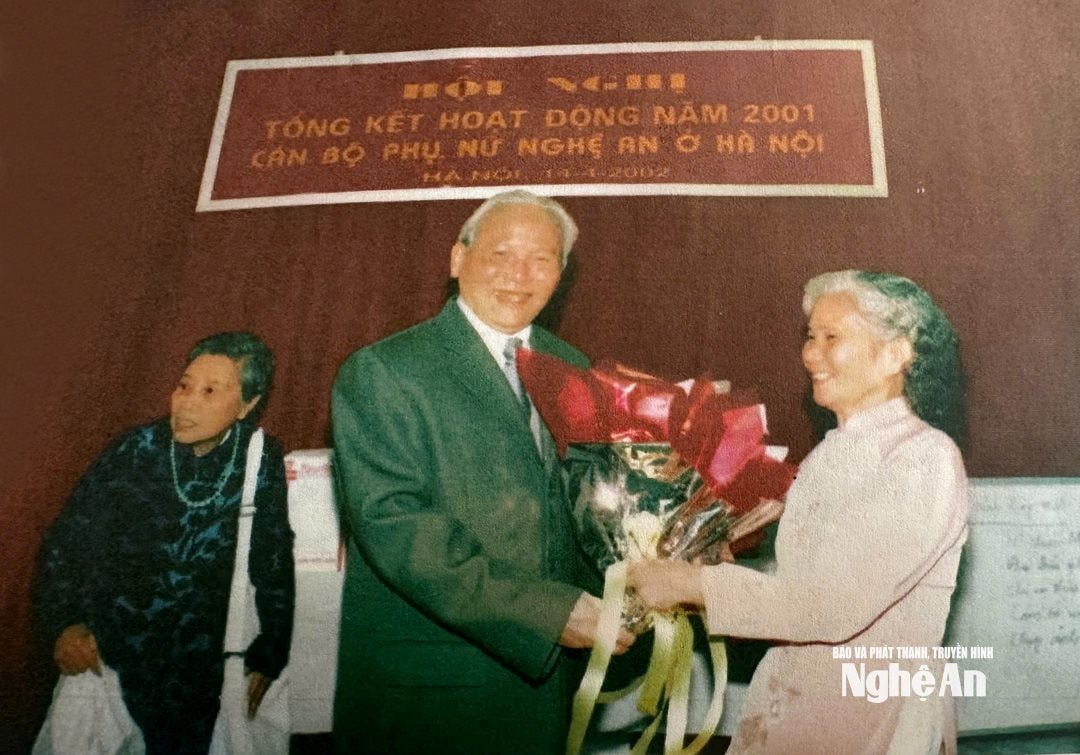 HỘI NGHỊ
TỔNG KẾT HOẠT ĐỘNG NĂM 2001
CÁN BỘ PHỤ NỮ NGHỆ AN Ở HÀ NỘI
HÀ NỘI, 14-4-2002
BÁO VÀ PHÁT THANH, TRUYỀN HÌNH
Nghệ An